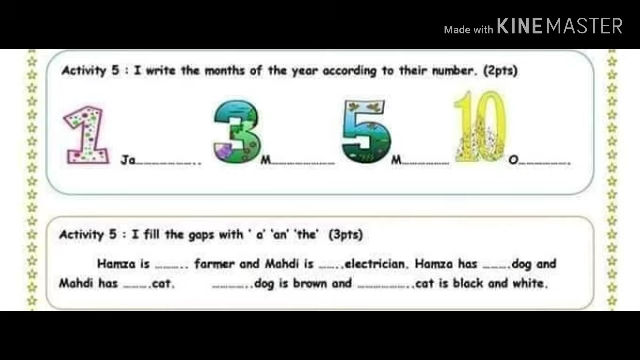 Made with KINEMASTER
Activity 5 : I write the months of the year according to their number. (2pts)
1 Ja.................. 3 M.................... 5 M............... 10 O...............
Activity 5 : I fill the gaps with ' a' 'an' 'the' (3pts)
Hamza is ........... farmer and Mahdi is ........electrician. Hamza has .........dog and
Mahdi has .........cat. .............dog is brown and ..................cat is black and white.